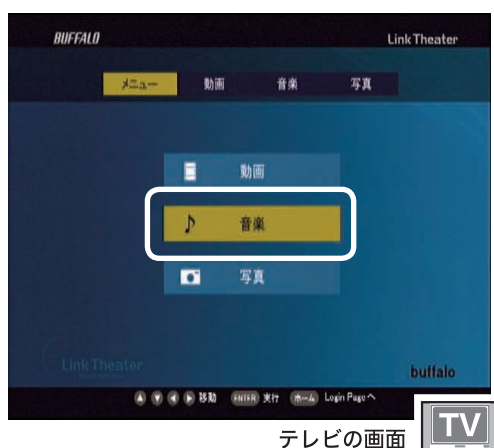 BUFFALO LinkTheater
メニュー 動画 音楽 写真
動画
音楽
写真
LinkTheater
buffalo
移動 ENTER 実行 ホーム Login Pageへ
テレビの画面 TV